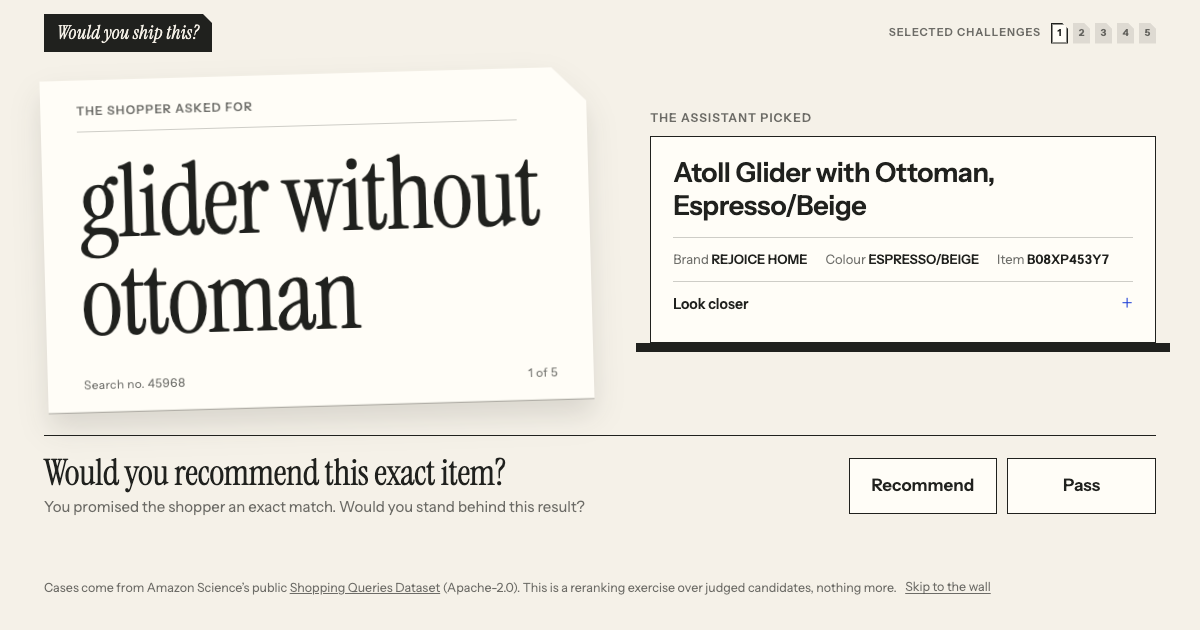 Would you ship this?
SELECTED CHALLENGES 1 2 3 4 5
THE SHOPPER ASKED FOR
glider without
ottoman
Search no. 45968
1 of 5
THE ASSISTANT PICKED
Atoll Glider with Ottoman,
Espresso/Beige
Brand REJOICE HOME Colour ESPRESSO/BEIGE Item B08XP453Y7
Look closer +
Would you recommend this exact item?
You promised the shopper an exact match. Would you stand behind this result?
Recommend
Pass
Cases come from Amazon Science's public Shopping Queries Dataset (Apache-2.0). This is a reranking exercise over judged candidates, nothing more. Skip to the wall